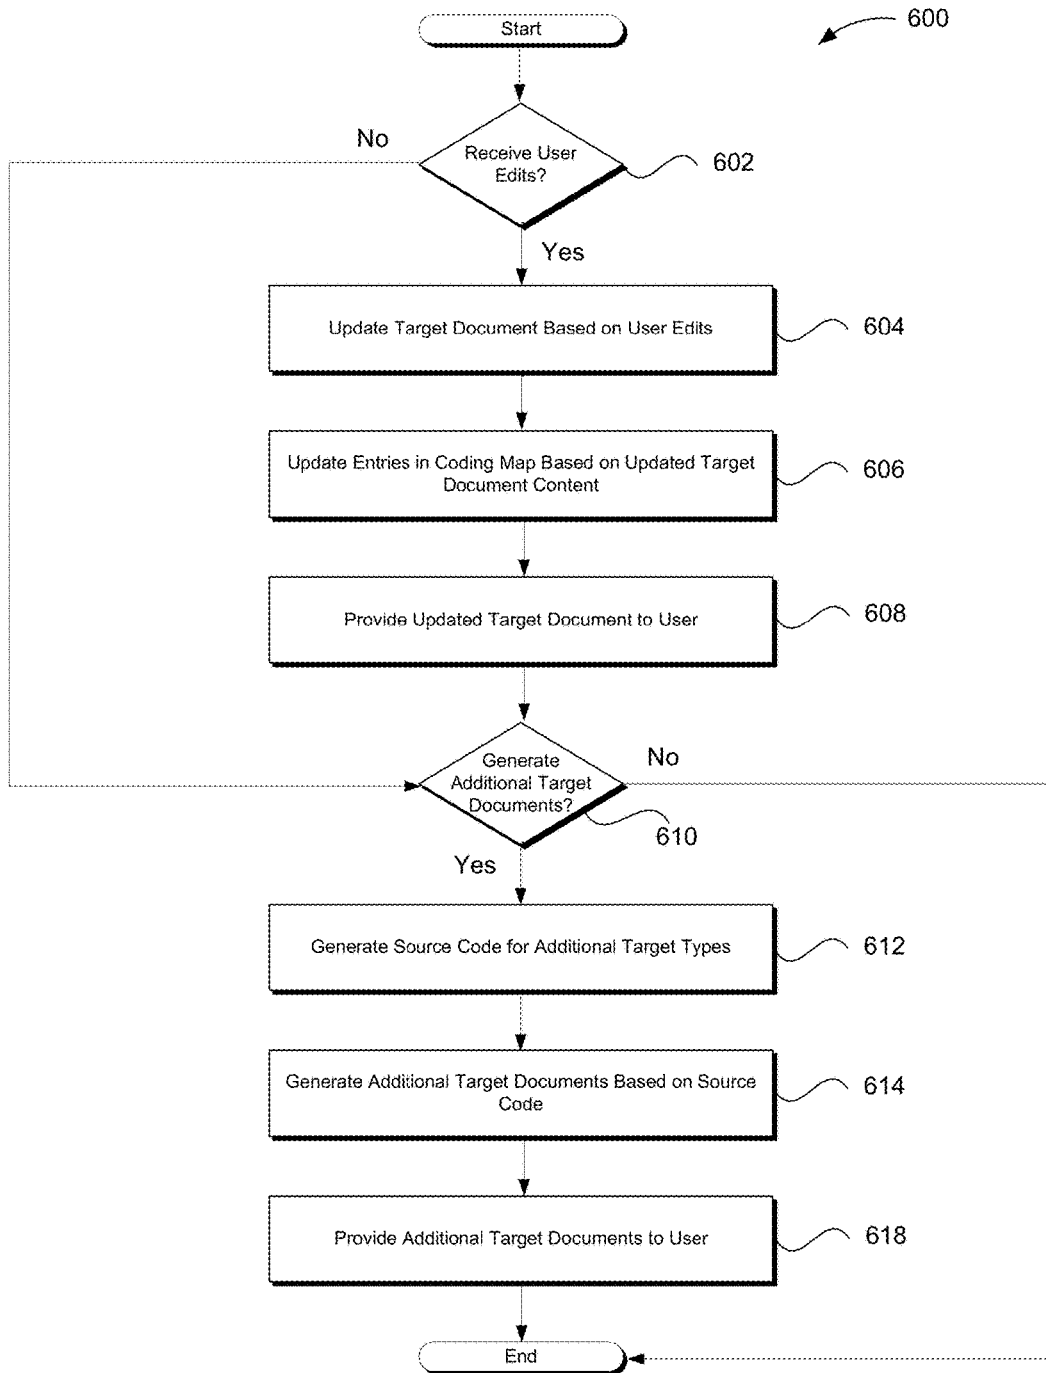 Start
600
No
Receive User
Edits?
602
Yes
Update Target Document Based on User Edits
604
Update Entries in Coding Map Based on Updated Target
Document Content
606
Provide Updated Target Document to User
608
Generate
Additional Target
Documents?
No
610
Yes
Generate Source Code for Additional Target Types
612
Generate Additional Target Documents Based on Source
Code
614
Provide Additional Target Documents to User
618
End